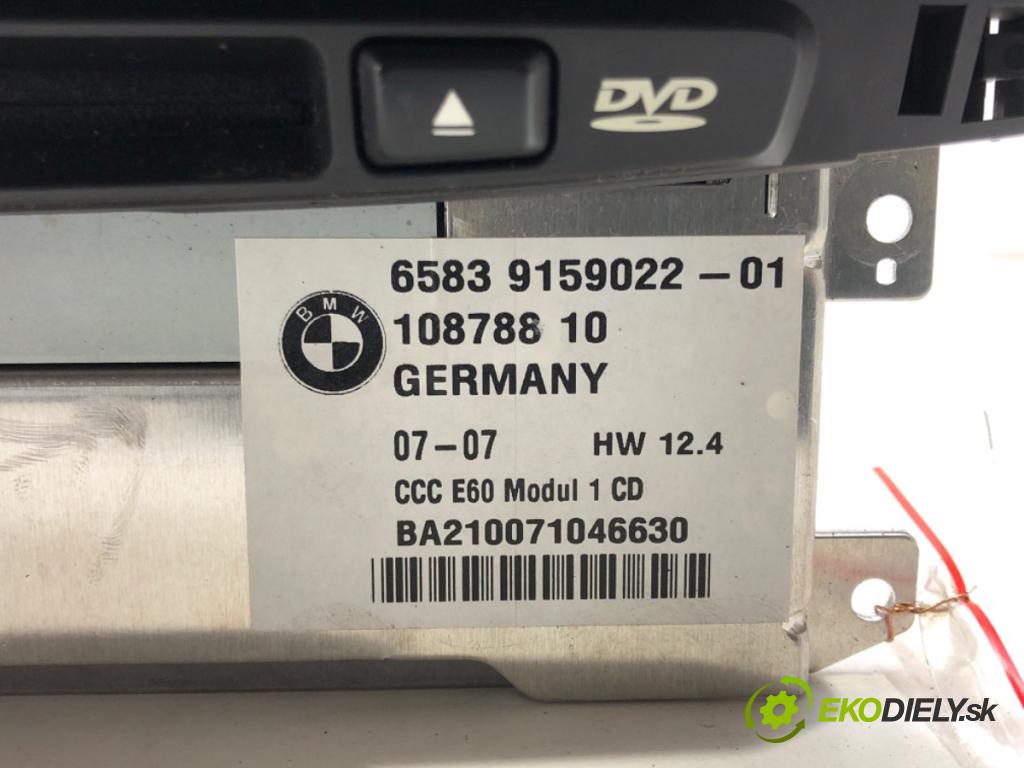 DVD
6583 9159022-01
BMW
108788 10
GERMANY
07-07 HW 12.4
CCC E60 Modul 1 CD
BA210071046630
EKODIELY.sk